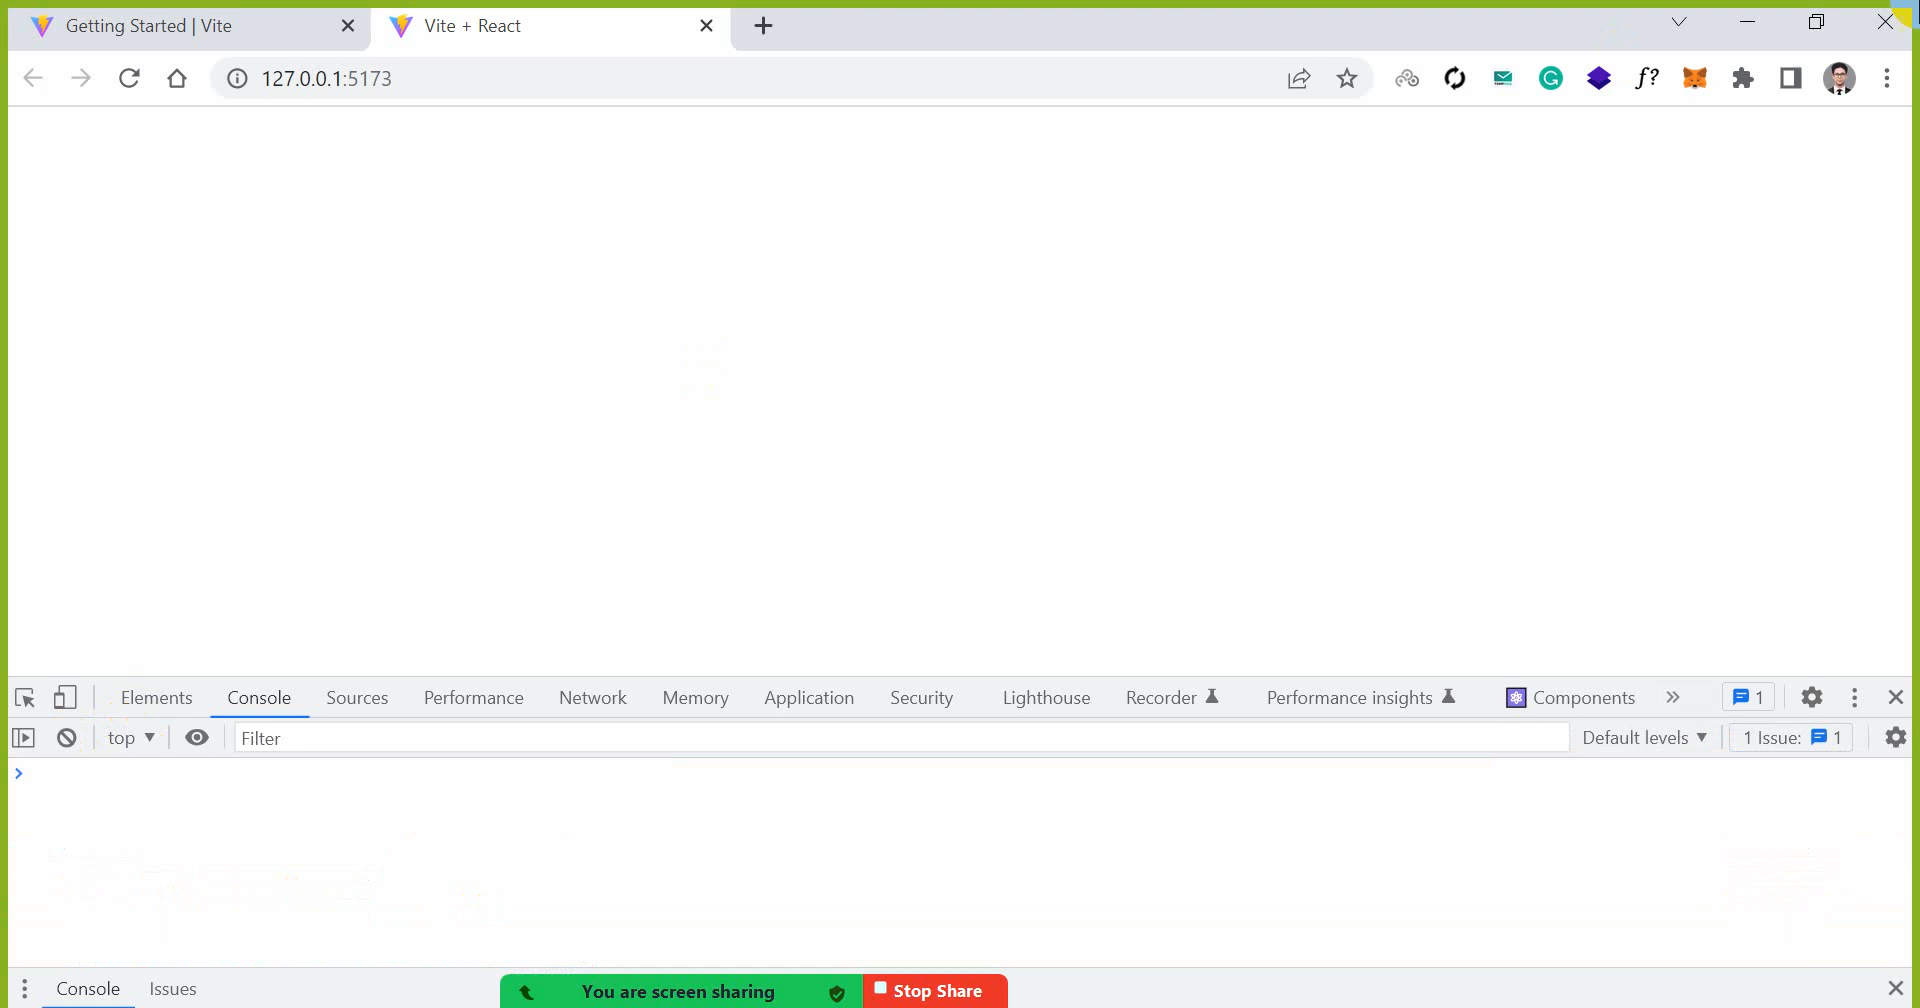 Getting Started | Vite
Vite + React
127.0.0.1:5173
f?
Elements Console Sources Performance Network Memory Application Security Lighthouse Recorder Performance insights Components 1
top Filter Default levels 1 Issue: 1
Console Issues
You are screen sharing Stop Share